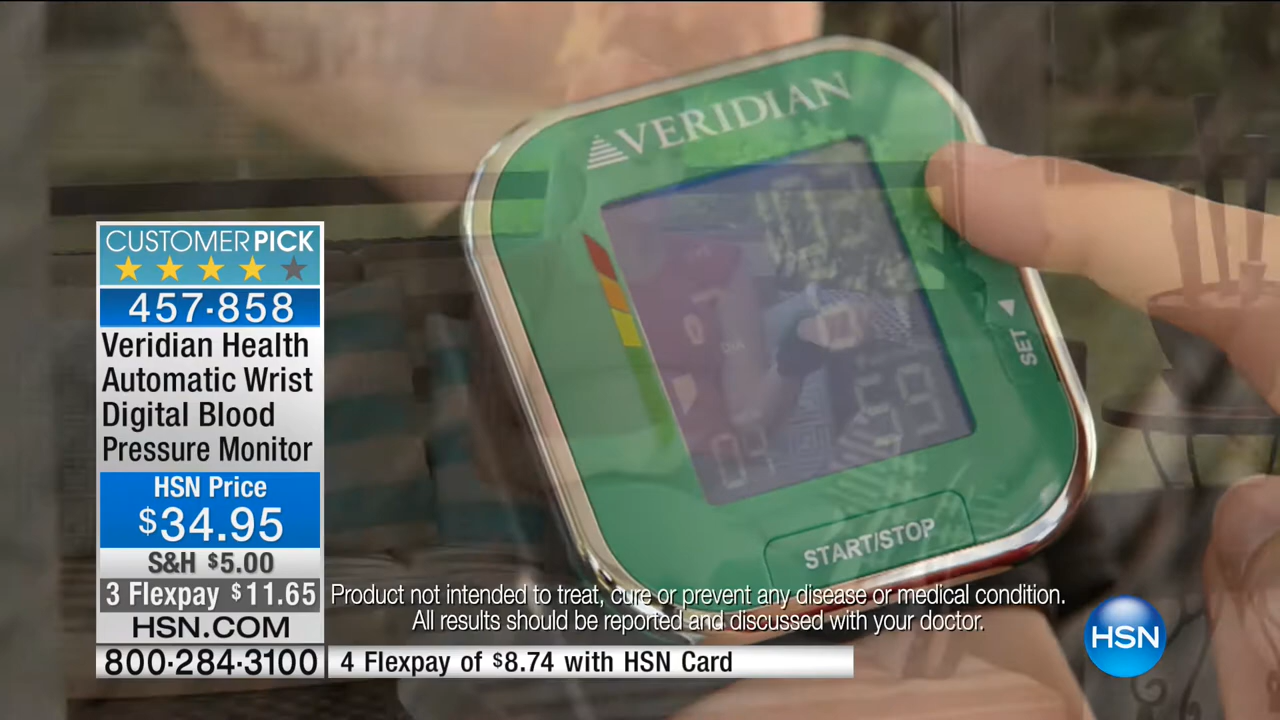 VERIDIAN
SET
START/STOP
59
CUSTOMER PICK
457-858
Veridian Health
Automatic Wrist
Digital Blood
Pressure Monitor
HSN Price
$34.95
S&H $5.00
3 Flexpay $11.65
HSN.COM
800-284-3100
4 Flexpay of $8.74 with HSN Card
Product not intended to treat, cure or prevent any disease or medical condition.
All results should be reported and discussed with your doctor.
HSN